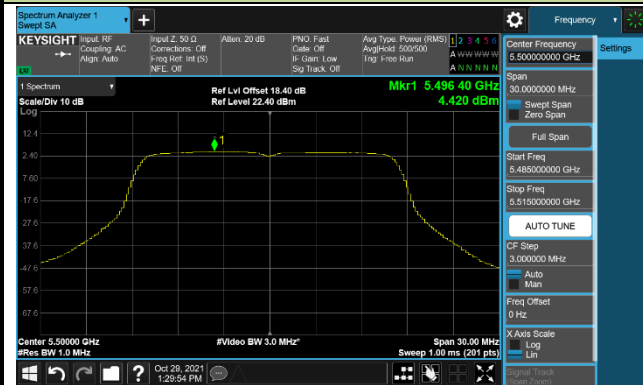 Spectrum Analyzer 1
Swept SA
+
Frequency
KEYSIGHT
Input: RF
Coupling: AC
Align: Auto
Input Z: 50 Ω
Corrections: Off
Freq Ref: Int (S)
NFE: Off
Atten: 20 dB
PNO: Fast
Gate: Off
IF Gain: Low
Sig Track: Off
Avg Type: Power (RMS)
Avg|Hold: 500/500
Trig: Free Run
1 2 3 4 5 6
A W W W W W
A N N N N N
LXI
1 Spectrum
Scale/Div 10 dB
Log
Ref Lvl Offset 18.40 dB
Ref Level 22.40 dBm
Mkr1 5.496 40 GHz
4.420 dBm
1
12.4
2.40
-7.60
-17.6
-27.6
-37.6
-47.6
-57.6
-67.6
Center 5.50000 GHz
#Res BW 1.0 MHz
#Video BW 3.0 MHz*
Span 30.00 MHz
Sweep 1.00 ms (201 pts)
Center Frequency
5.500000000 GHz
Settings
Span
30.0000000 MHz
Swept Span
Zero Span
Full Span
Start Freq
5.485000000 GHz
Stop Freq
5.515000000 GHz
AUTO TUNE
CF Step
3.000000 MHz
Auto
Man
Freq Offset
0 Hz
X Axis Scale
Log
Lin
Signal Track
(Span Zoom)
?
Oct 29, 2021
1:29:54 PM